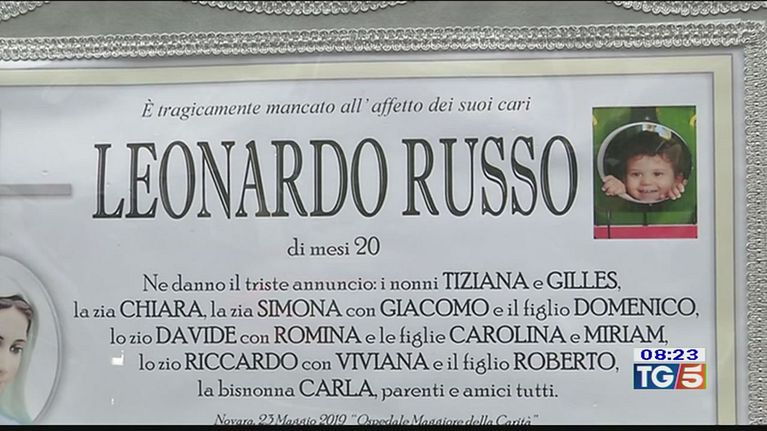 È tragicamente mancato all'affetto dei suoi cari
LEONARDO RUSSO
di mesi 20
Ne danno il triste annuncio: i nonni TIZIANA e GILLES,
la zia CHIARA, la zia SIMONA con GIACOMO e il figlio DOMENICO,
lo zio DAVIDE con ROMINA e le figlie CAROLINA e MIRIAM,
lo zio RICCARDO con VIVIANA e il figlio ROBERTO,
la bisnonna CARLA, parenti e amici tutti.
Novara, 23 Maggio 2019 "Ospedale Maggiore della Carità"
08:23
TG5